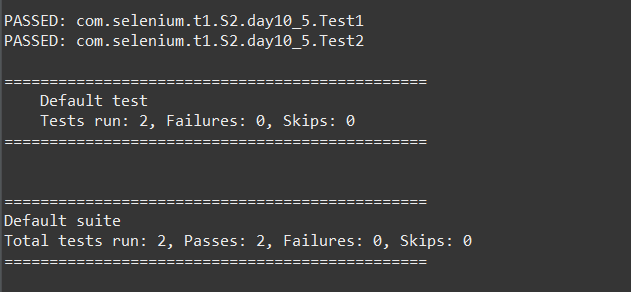 PASSED: com.selenium.t1.S2.day10_5.Test1
PASSED: com.selenium.t1.S2.day10_5.Test2
===============================================
Default test
Tests run: 2, Failures: 0, Skips: 0
===============================================
===============================================
Default suite
Total tests run: 2, Passes: 2, Failures: 0, Skips: 0
===============================================